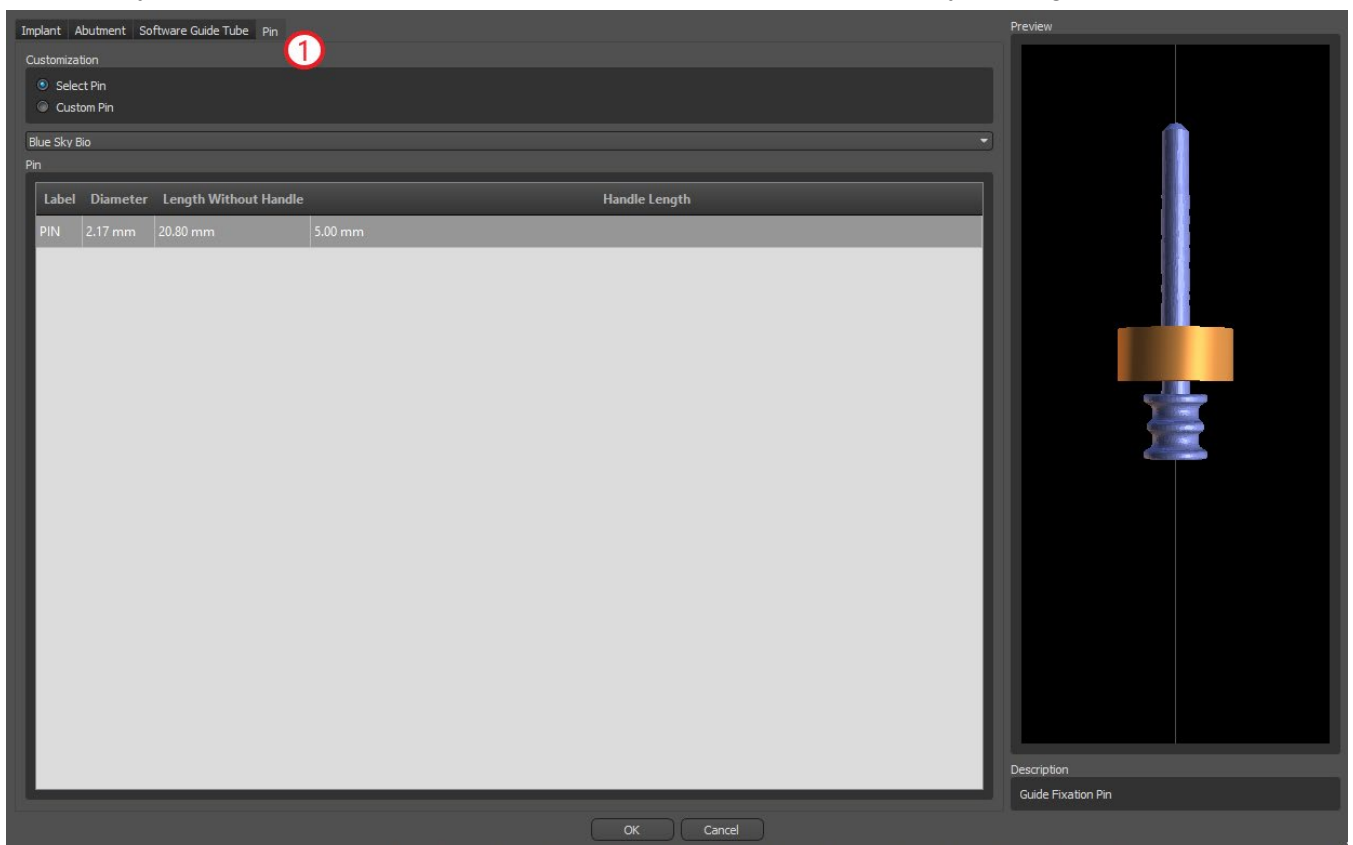 Implant Abutment Software Guide Tube Pin
1
Customization
Select Pin
Custom Pin
Blue Sky Bio
Pin
Label Diameter Length Without Handle Handle Length
PIN 2.17 mm 20.80 mm 5.00 mm
OK Cancel
Preview
Description
Guide Fixation Pin